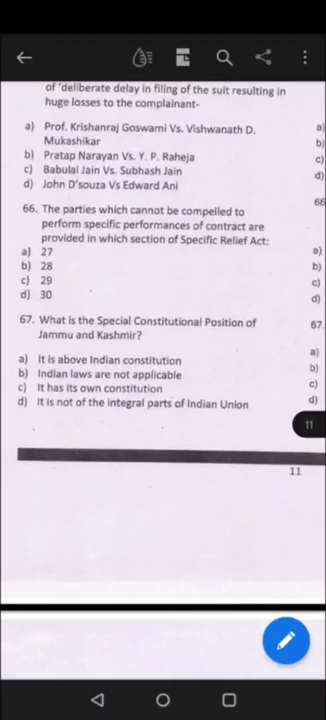 of 'deliberate delay in filing of the suit resulting in
huge losses to the complainant-
a) Prof. Krishanraj Goswami Vs. Vishwanath D.
Mukashikar
b) Pratap Narayan Vs. Y. P. Raheja
c) Babulal Jain Vs. Subhash Jain
d) John D'souza Vs Edward Ani
66. The parties which cannot be compelled to
perform specific performances of contract are
provided in which section of Specific Relief Act:
a) 27
b) 28
c) 29
d) 30
67. What is the Special Constitutional Position of
Jammu and Kashmir?
a) It is above Indian constitution
b) Indian laws are not applicable
c) It has its own constitution
d) It is not of the integral parts of Indian Union
a)
b)
c)
d)
66
a)
b)
c)
d)
67.
a)
b)
c)
d)
11
11